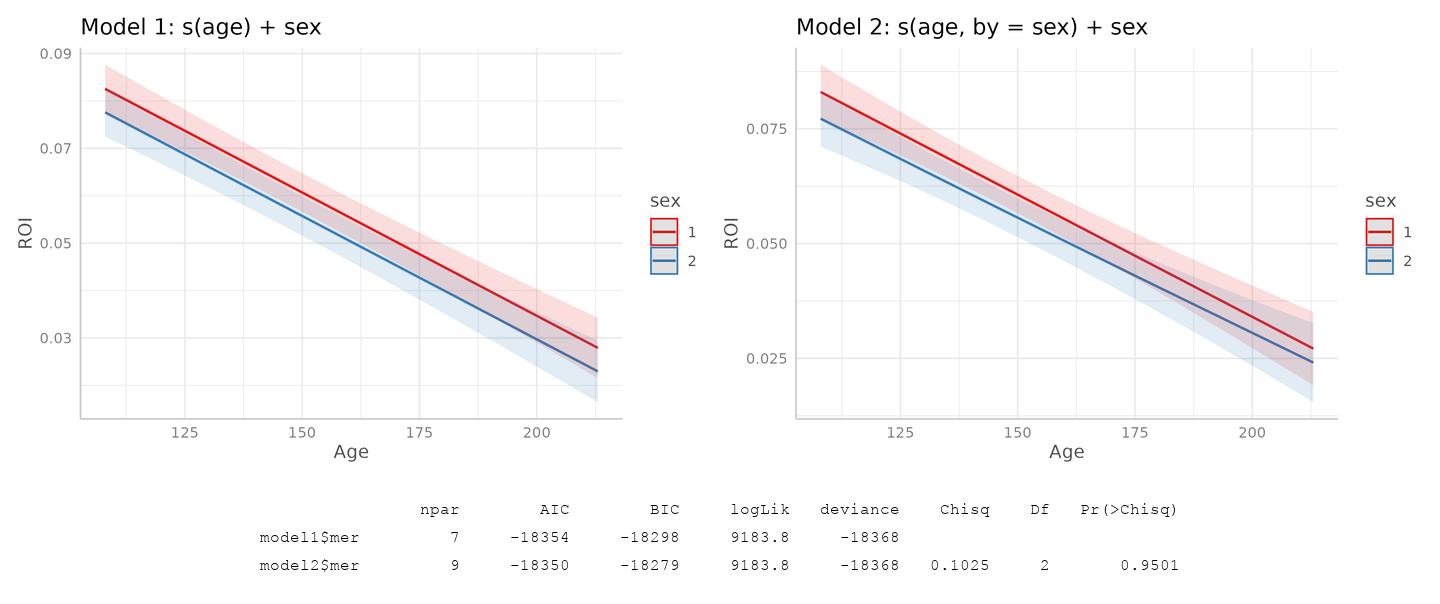 Model 1: s(age) + sex
0.09
0.07
0.05
0.03
ROI
125 150 175 200
Age
sex
1
2
Model 2: s(age, by = sex) + sex
0.075
0.050
0.025
ROI
125 150 175 200
Age
sex
1
2
npar AIC BIC logLik deviance Chisq Df Pr(>Chisq)
model1$mer 7 -18354 -18298 9183.8 -18368
model2$mer 9 -18350 -18279 9183.8 -18368 0.1025 2 0.9501